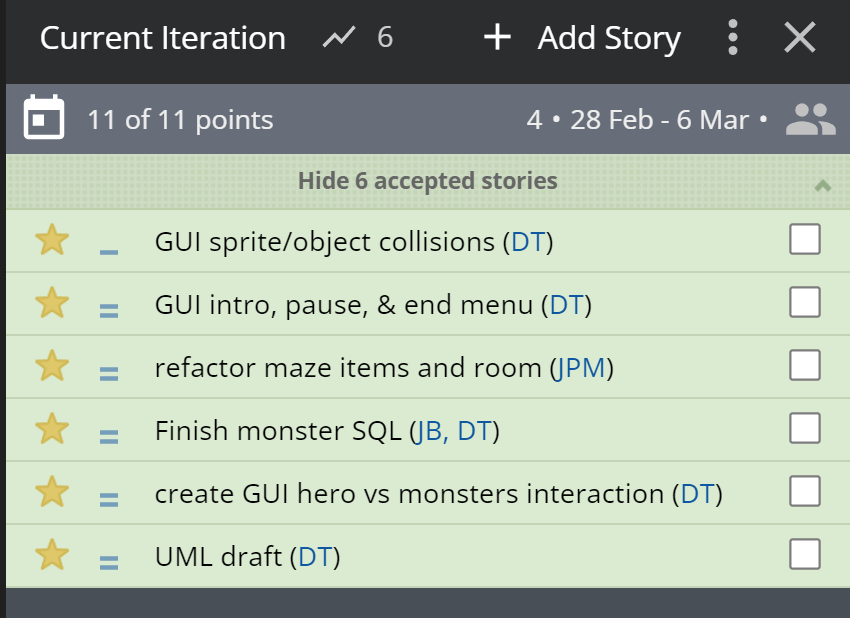 Current Iteration 6 + Add Story
11 of 11 points 4 • 28 Feb - 6 Mar •
Hide 6 accepted stories
GUI sprite/object collisions (DT)
GUI intro, pause, & end menu (DT)
refactor maze items and room (JPM)
Finish monster SQL (JB, DT)
create GUI hero vs monsters interaction (DT)
UML draft (DT)